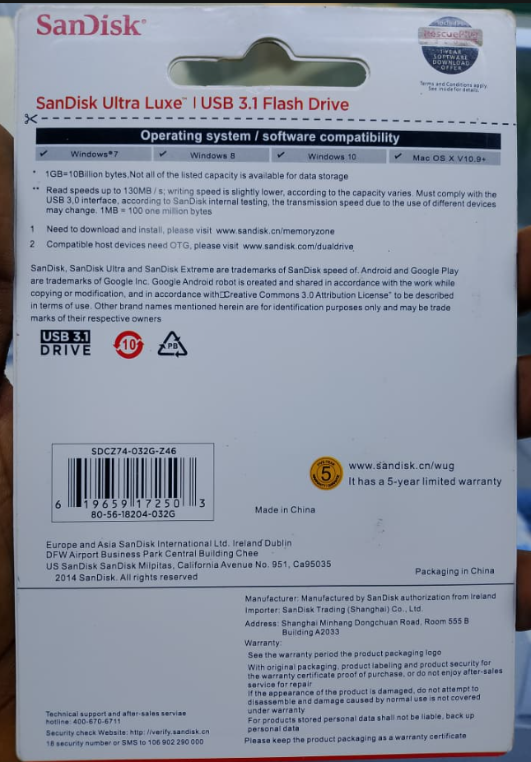 SanDisk®
RescuePRO
1 YEAR
SOFTWARE
DOWNLOAD
OFFER
Terms and Conditions apply
See inside for details.
SanDisk Ultra Luxe™ | USB 3.1 Flash Drive
Operating system / software compatibility
✓ Windows®7 ✓ Windows 8 ✓ Windows 10 ✓ Mac OS X V10.9+
* 1GB=10Billion bytes.Not all of the listed capacity is available for data storage
** Read speeds up to 130MB / s; writing speed is slightly lower, according to the capacity varies. Must comply with the
USB 3.0 interface, according to SanDisk internal testing, the transmission speed due to the use of different devices
may change. 1MB = 100 one million bytes
1 Need to download and install, please visit www.sandisk.cn/memoryzone
2 Compatible host devices need OTG, please visit www.sandisk.com/dualdrive
SanDisk, SanDisk Ultra and SanDisk Extreme are trademarks of SanDisk speed of. Android and Google Play
are trademarks of Google Inc. Google Android robot is created and shared in accordance with the work while
copying or modification, and in accordance with□Creative Commons 3.0 Attribution License" to be described
in terms of use. Other brand names mentioned herein are for identification purposes only and may be trade
marks of their respective owners
USB 3.1
DRIVE
10
PB
SDCZ74-032G-Z46
6 19659 17250 3
80-56-18204-032G
Made in China
5
www.sandisk.cn/wug
It has a 5-year limited warranty
Europe and Asia SanDisk International Ltd. Ireland Dublin
DFW Airport Business Park Central Building Chee
US SanDisk SanDisk Milpitas, California Avenue No. 951, Ca95035
2014 SanDisk. All rights reserved
Packaging in China
Manufacturer: Manufactured by SanDisk authorization from Ireland
Importer: SanDisk Trading (Shanghai) Co., Ltd.
Address: Shanghai Minhang Dongchuan Road, Room 555 B
Building A2033
Warranty:
See the warranty period the product packaging logo
With original packaging, product labeling and product security for
the warranty certificate proof of purchase, or do not enjoy after-sales
service for repair
If the appearance of the product is damaged, do not attempt to
disassemble and damage caused by normal use is not covered
under warranty
For products stored personal data shall not be liable, back up
personal data
Please keep the product packaging as a warranty certificate
Technical support and after-sales servise
hotline: 400-670-6711
Security check Website: http://verify.sandisk.cn
16 security number or SMS to 106 902 290 050